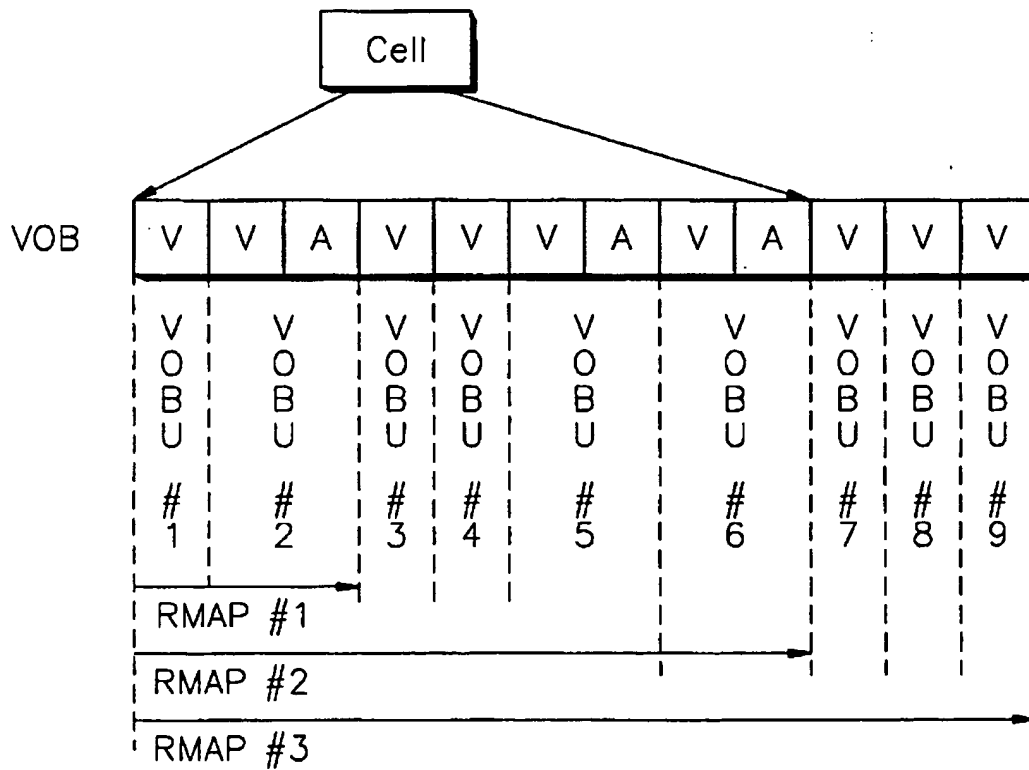 Cell
VOB V V A V V V A V A V V V
VOBU #1
VOBU #2
VOBU #3
VOBU #4
VOBU #5
VOBU #6
VOBU #7
VOBU #8
VOBU #9
RMAP #1
RMAP #2
RMAP #3